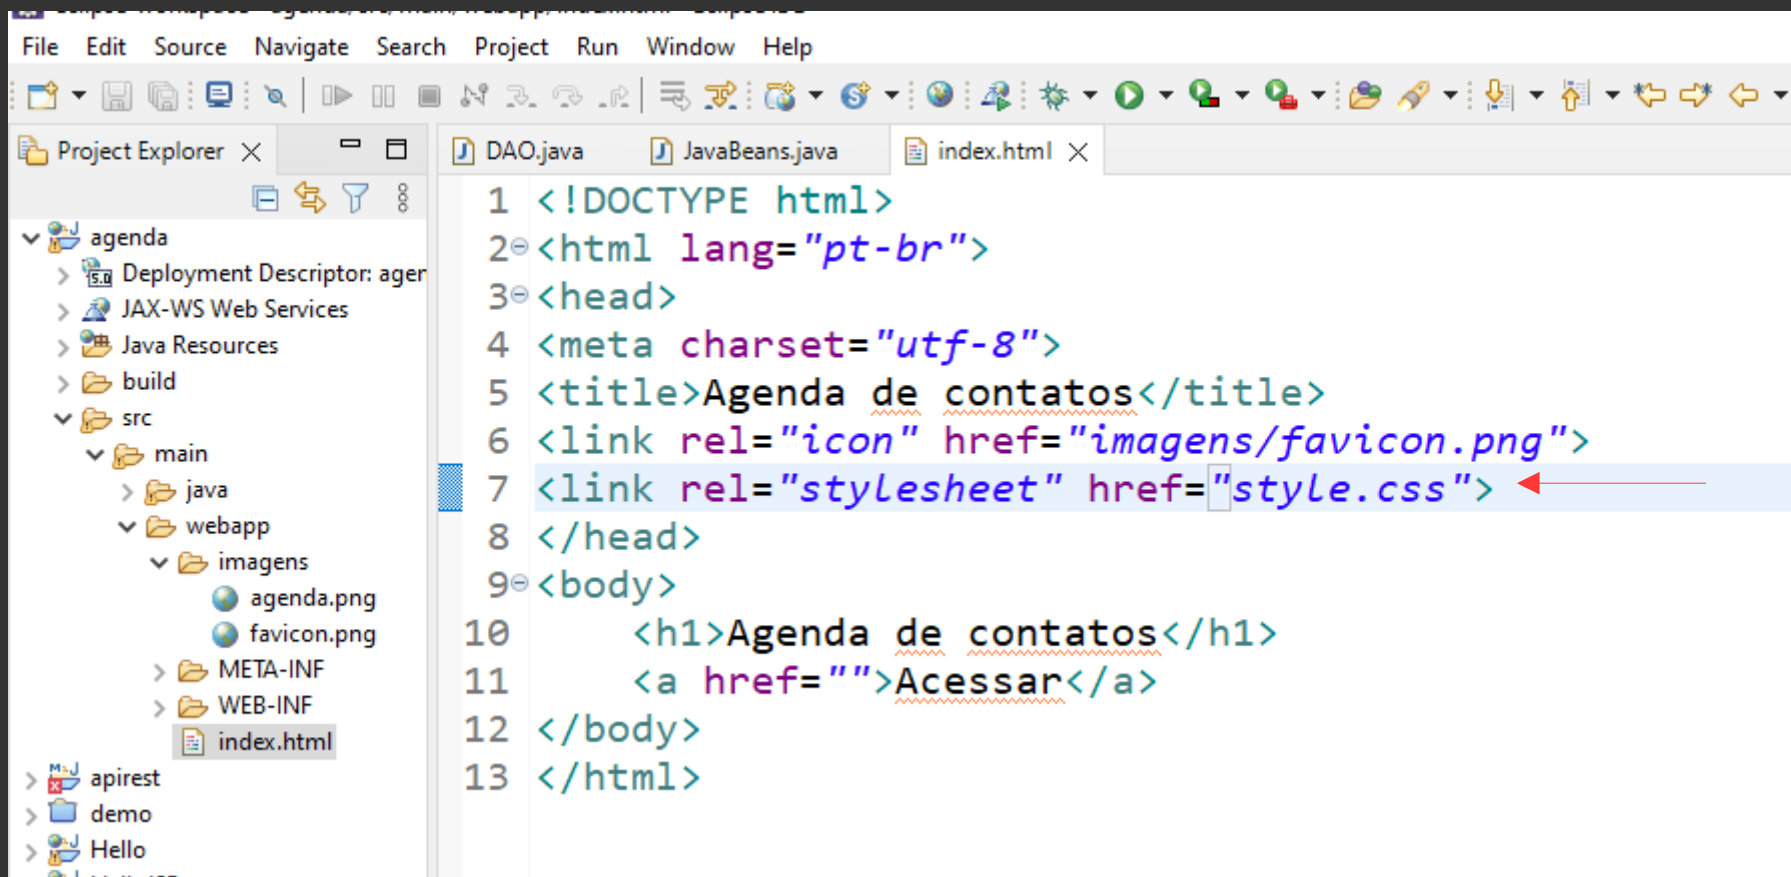 File Edit Source Navigate Search Project Run Window Help
Project Explorer
DAO.java JavaBeans.java index.html
agenda
5.0 Deployment Descriptor: agen
JAX-WS Web Services
Java Resources
build
src
main
java
webapp
imagens
agenda.png
favicon.png
META-INF
WEB-INF
index.html
apirest
demo
Hello
1 <!DOCTYPE html>
2 <html lang="pt-br">
3 <head>
4 <meta charset="utf-8">
5 <title>Agenda de contatos</title>
6 <link rel="icon" href="imagens/favicon.png">
7 <link rel="stylesheet" href="style.css">
8 </head>
9 <body>
10 <h1>Agenda de contatos</h1>
11 <a href="">Acessar</a>
12 </body>
13 </html>